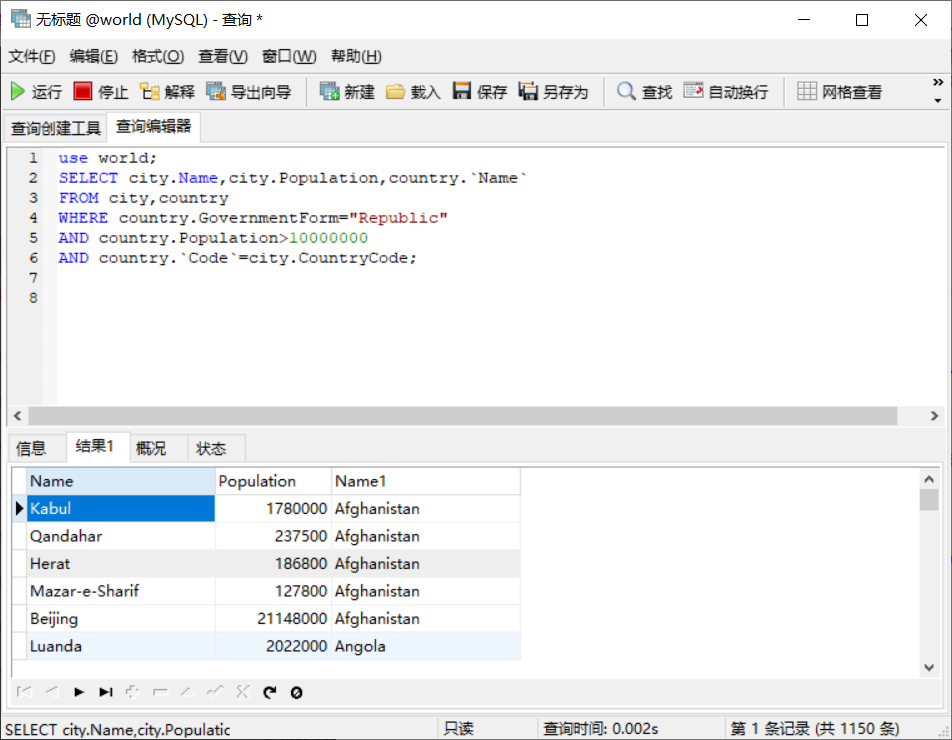 无标题 @world (MySQL) - 查询 *
文件(F) 编辑(E) 格式(O) 查看(V) 窗口(W) 帮助(H)
运行 停止 解释 导出向导 新建 载入 保存 另存为 查找 自动换行 网格查看 »
查询创建工具 查询编辑器
1 use world;
2 SELECT city.Name,city.Population,country.`Name`
3 FROM city,country
4 WHERE country.GovernmentForm="Republic"
5 AND country.Population>10000000
6 AND country.`Code`=city.CountryCode;
7
8
信息 结果1 概况 状态
Name Population Name1
Kabul 1780000 Afghanistan
Qandahar 237500 Afghanistan
Herat 186800 Afghanistan
Mazar-e-Sharif 127800 Afghanistan
Beijing 21148000 Afghanistan
Luanda 2022000 Angola
SELECT city.Name,city.Populatic 只读 查询时间: 0.002s 第 1 条记录 (共 1150 条)